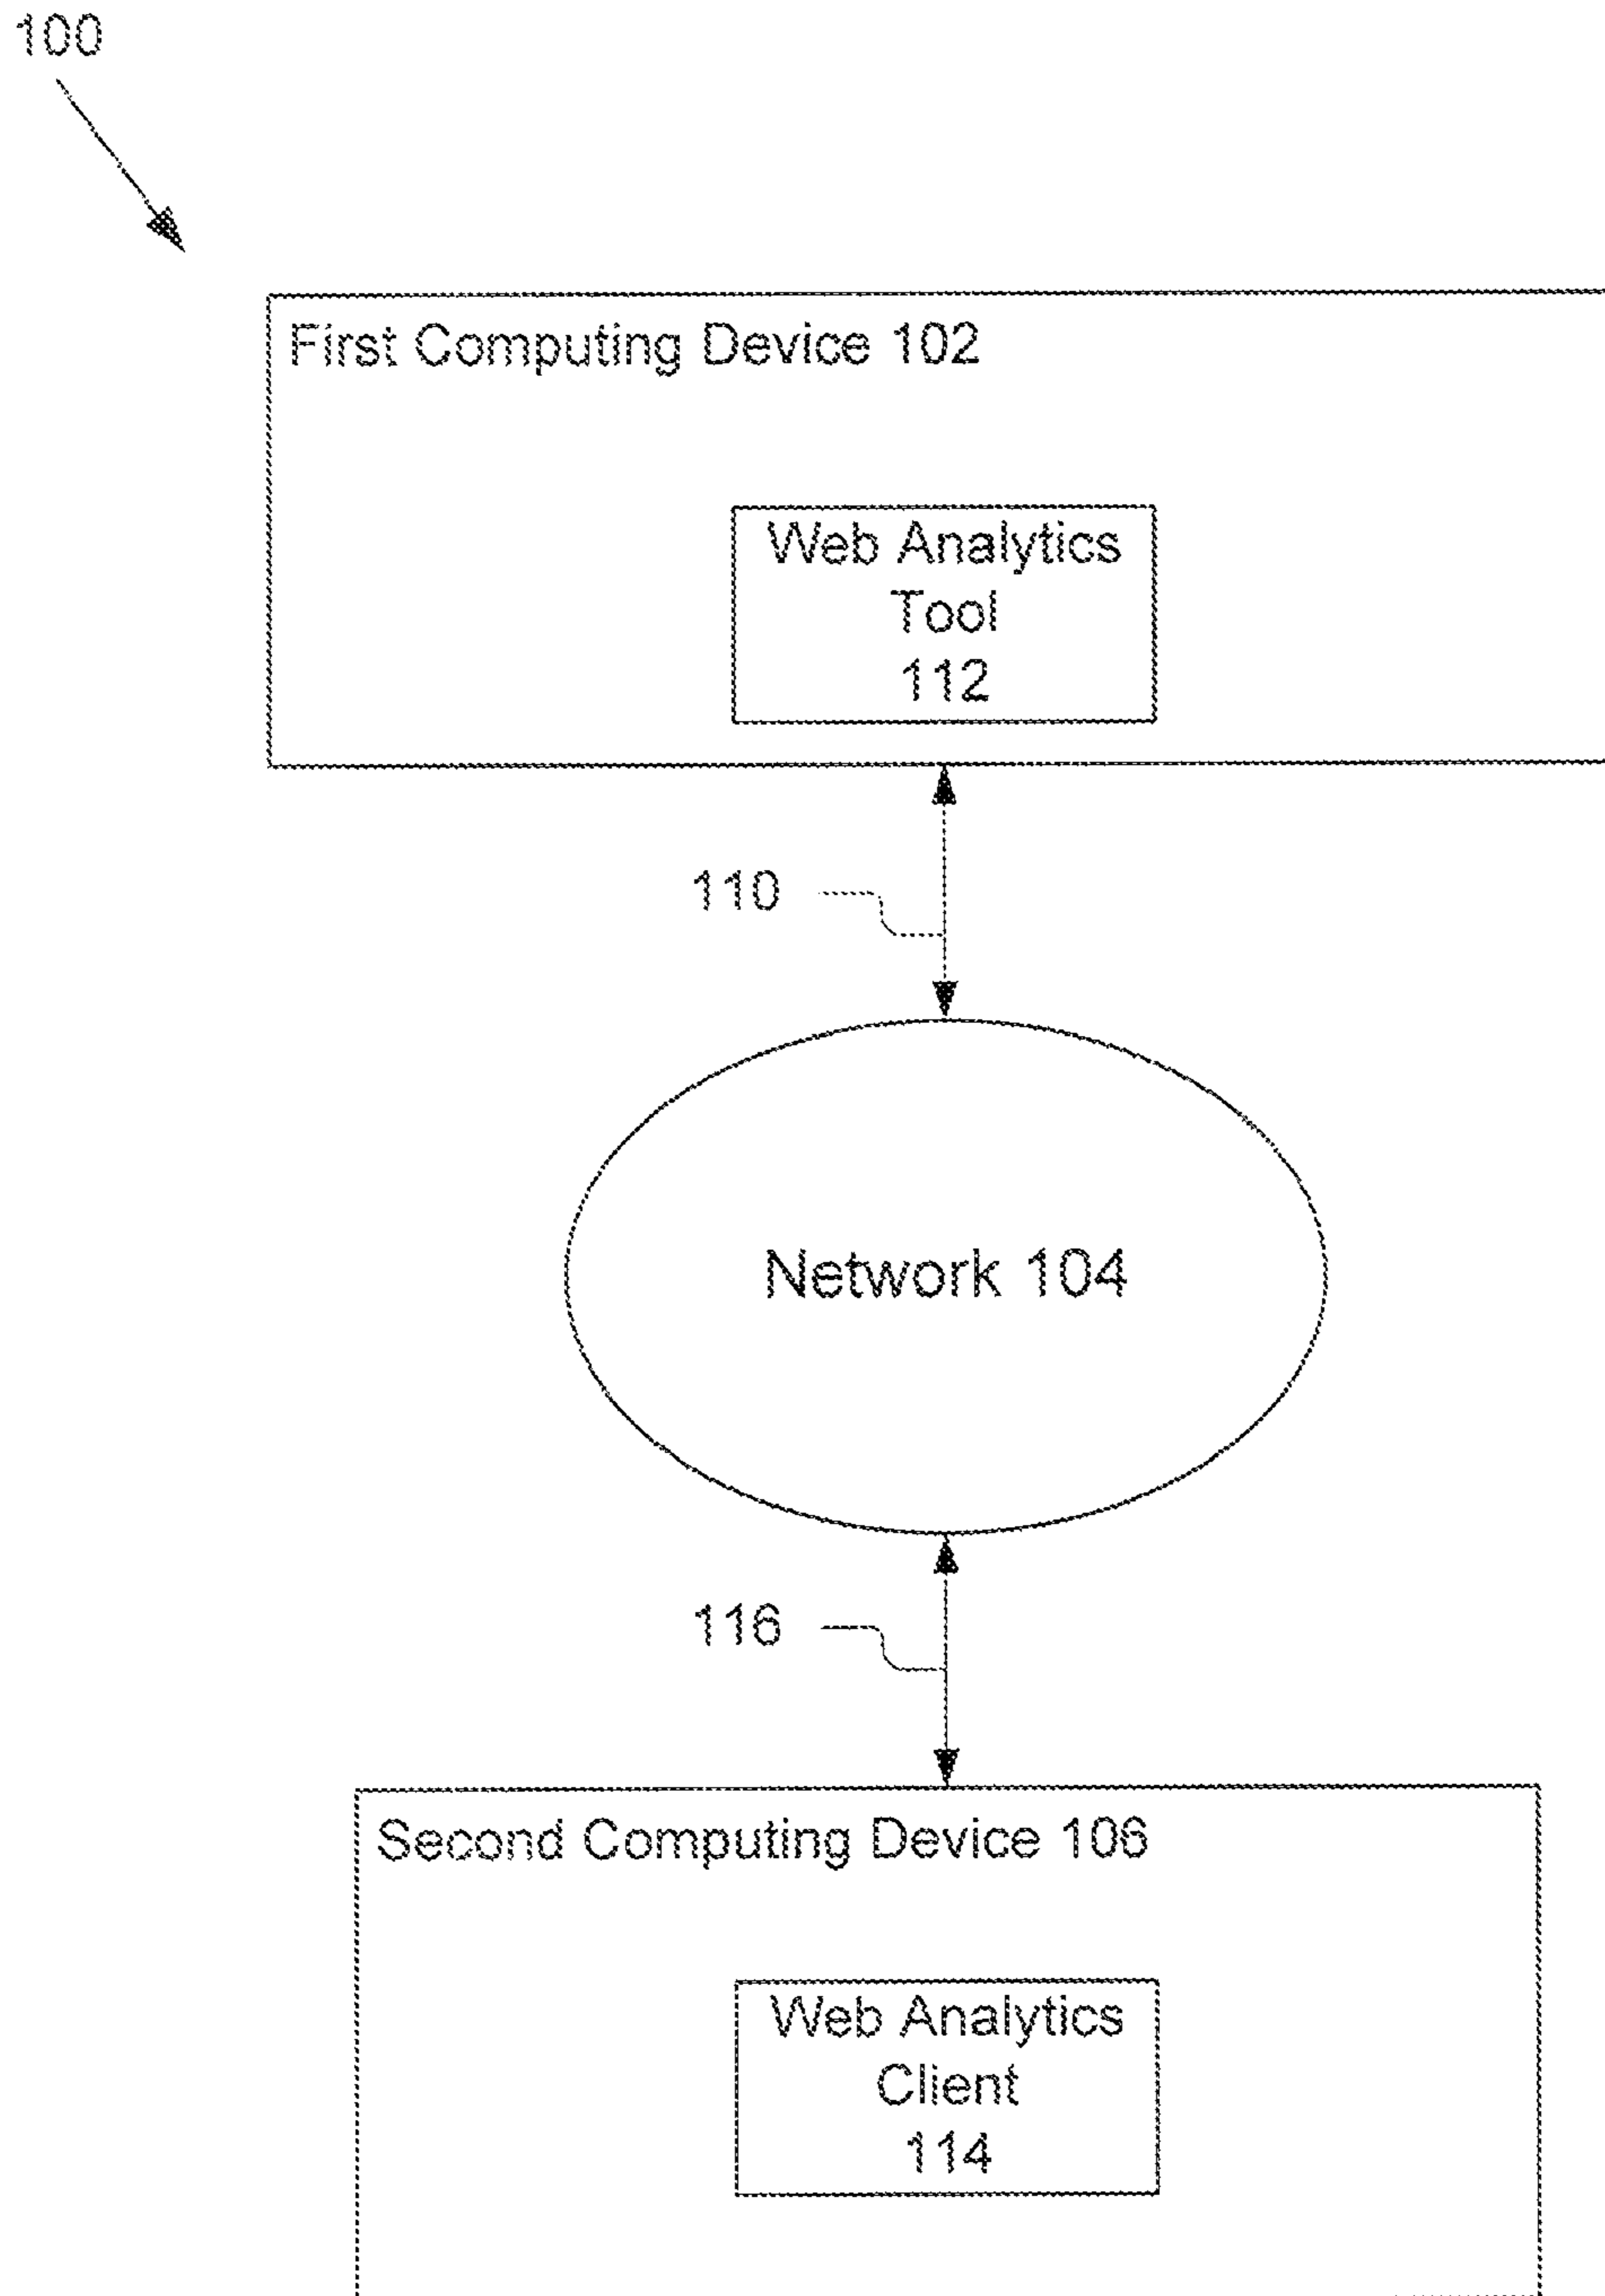 100
First Computing Device 102
Web Analytics
Tool
112
110
Network 104
116
Second Computing Device 106
Web Analytics
Client
114